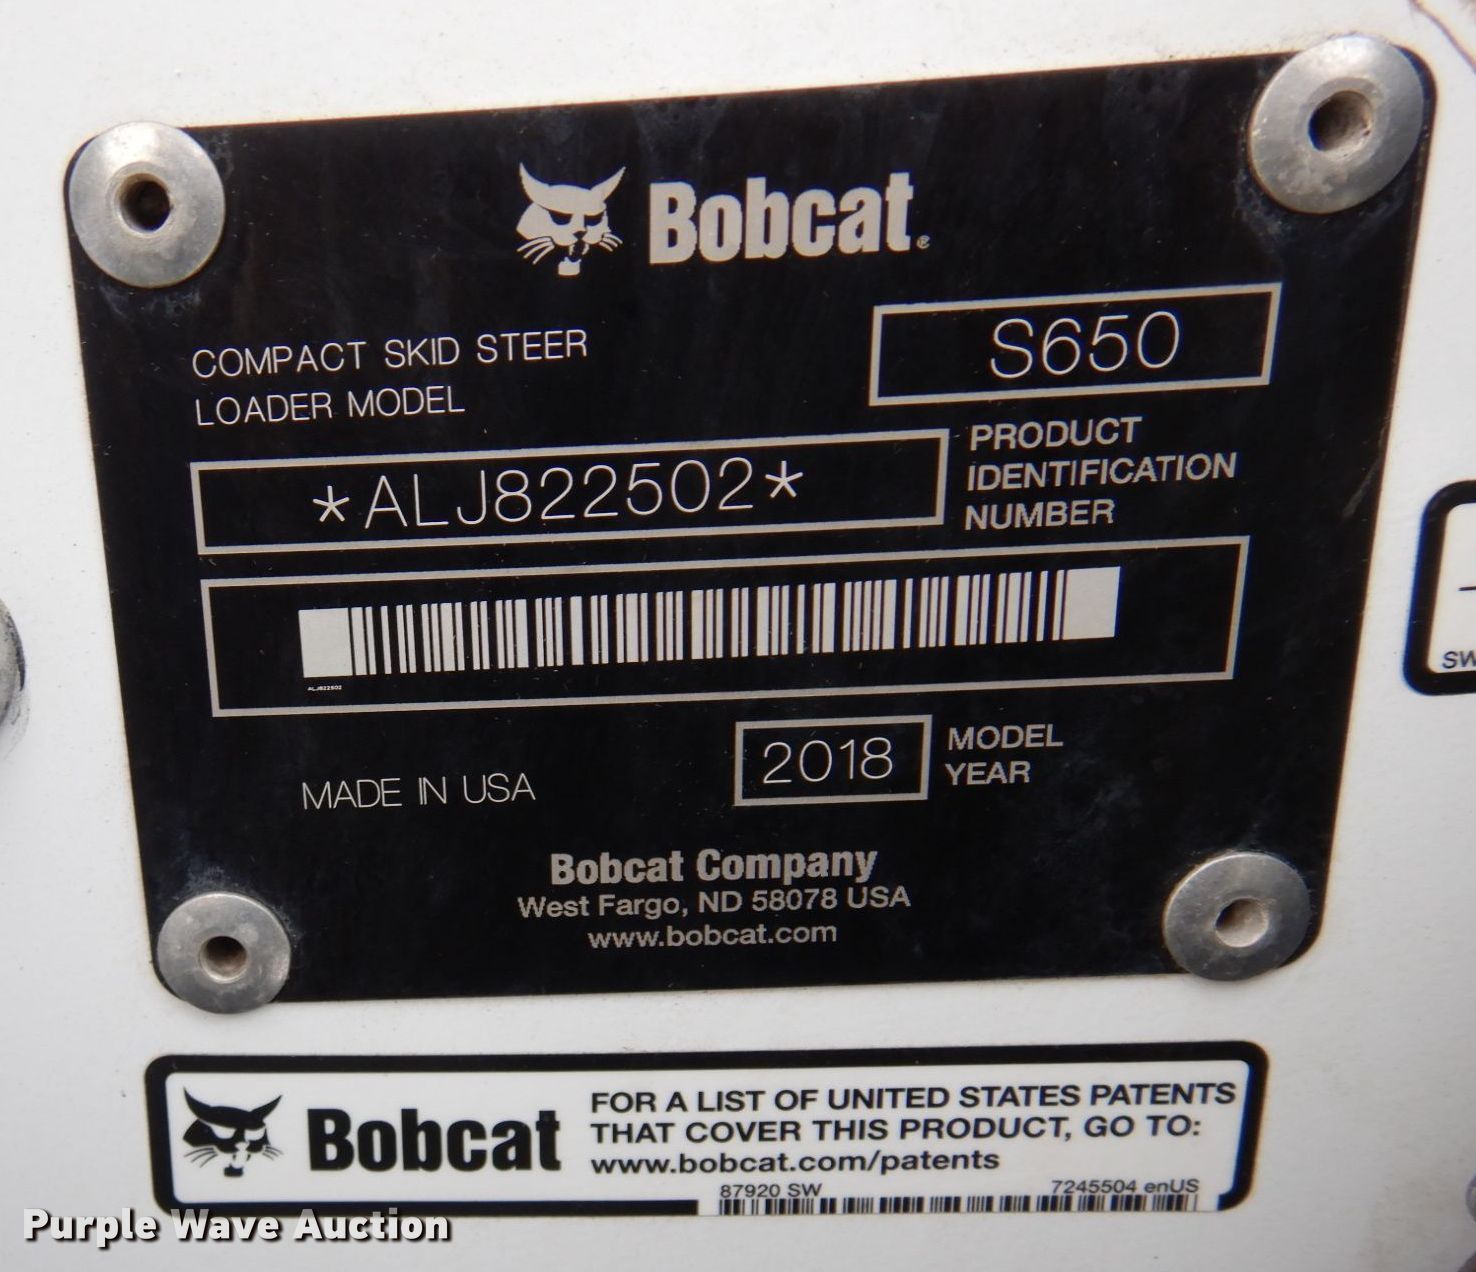 Bobcat®
COMPACT SKID STEER
LOADER MODEL
S650
*ALJ822502*
PRODUCT
IDENTIFICATION
NUMBER
ALJ822502
MADE IN USA
2018
MODEL
YEAR
Bobcat Company
West Fargo, ND 58078 USA
www.bobcat.com
Bobcat
FOR A LIST OF UNITED STATES PATENTS
THAT COVER THIS PRODUCT, GO TO:
www.bobcat.com/patents
87920 SW
7245504 enUS
SW
Purple Wave Auction